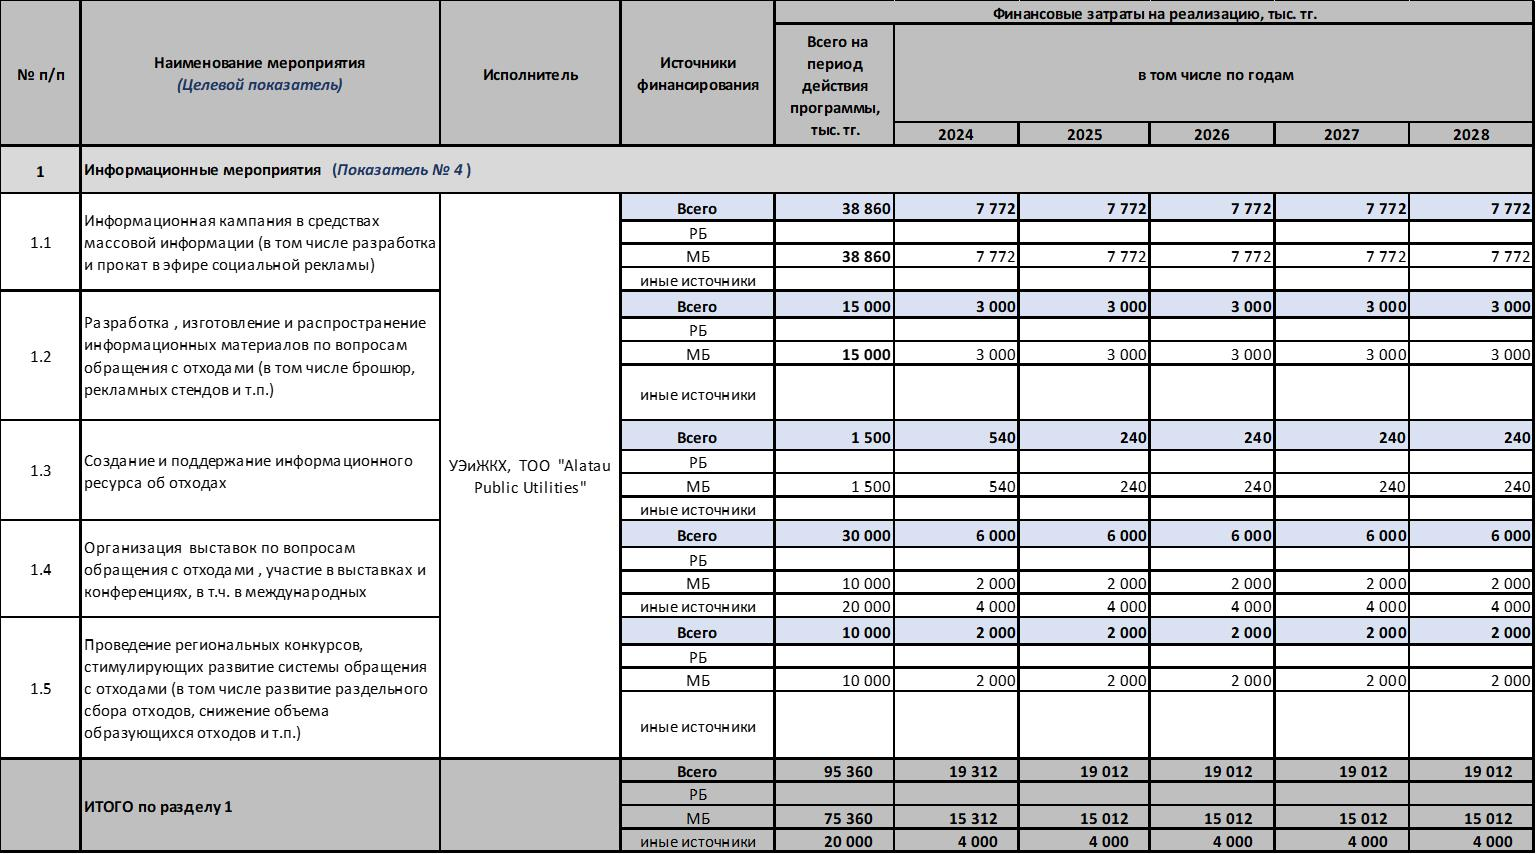 № п/п
Наименование мероприятия
(Целевой показатель)
Исполнитель
Источники
финансирования
Финансовые затраты на реализацию, тыс. тг.
Всего на
период
действия
программы,
тыс. тг.
в том числе по годам
2024 2025 2026 2027 2028
1 Информационные мероприятия (Показатель № 4 )
1.1
Информационная кампания в средствах
массовой информации (в том числе разработка
и прокат в эфире социальной рекламы)
УЭиЖКХ, ТОО "Alatau
Public Utilities"
Всего 38 860 7 772 7 772 7 772 7 772 7 772
РБ
МБ 38 860 7 772 7 772 7 772 7 772 7 772
иные источники
1.2
Разработка , изготовление и распространение
информационных материалов по вопросам
обращения с отходами (в том числе брошюр,
рекламных стендов и т.п.)
Всего 15 000 3 000 3 000 3 000 3 000 3 000
РБ
МБ 15 000 3 000 3 000 3 000 3 000 3 000
иные источники
1.3
Создание и поддержание информационного
ресурса об отходах
Всего 1 500 540 240 240 240 240
РБ
МБ 1 500 540 240 240 240 240
иные источники
1.4
Организация выставок по вопросам
обращения с отходами , участие в выставках и
конференциях, в т.ч. в международных
Всего 30 000 6 000 6 000 6 000 6 000 6 000
РБ
МБ 10 000 2 000 2 000 2 000 2 000 2 000
иные источники 20 000 4 000 4 000 4 000 4 000 4 000
1.5
Проведение региональных конкурсов,
стимулирующих развитие системы обращения
с отходами (в том числе развитие раздельного
сбора отходов, снижение объема
образующихся отходов и т.п.)
Всего 10 000 2 000 2 000 2 000 2 000 2 000
РБ
МБ 10 000 2 000 2 000 2 000 2 000 2 000
иные источники
ИТОГО по разделу 1
Всего 95 360 19 312 19 012 19 012 19 012 19 012
РБ
МБ 75 360 15 312 15 012 15 012 15 012 15 012
иные источники 20 000 4 000 4 000 4 000 4 000 4 000